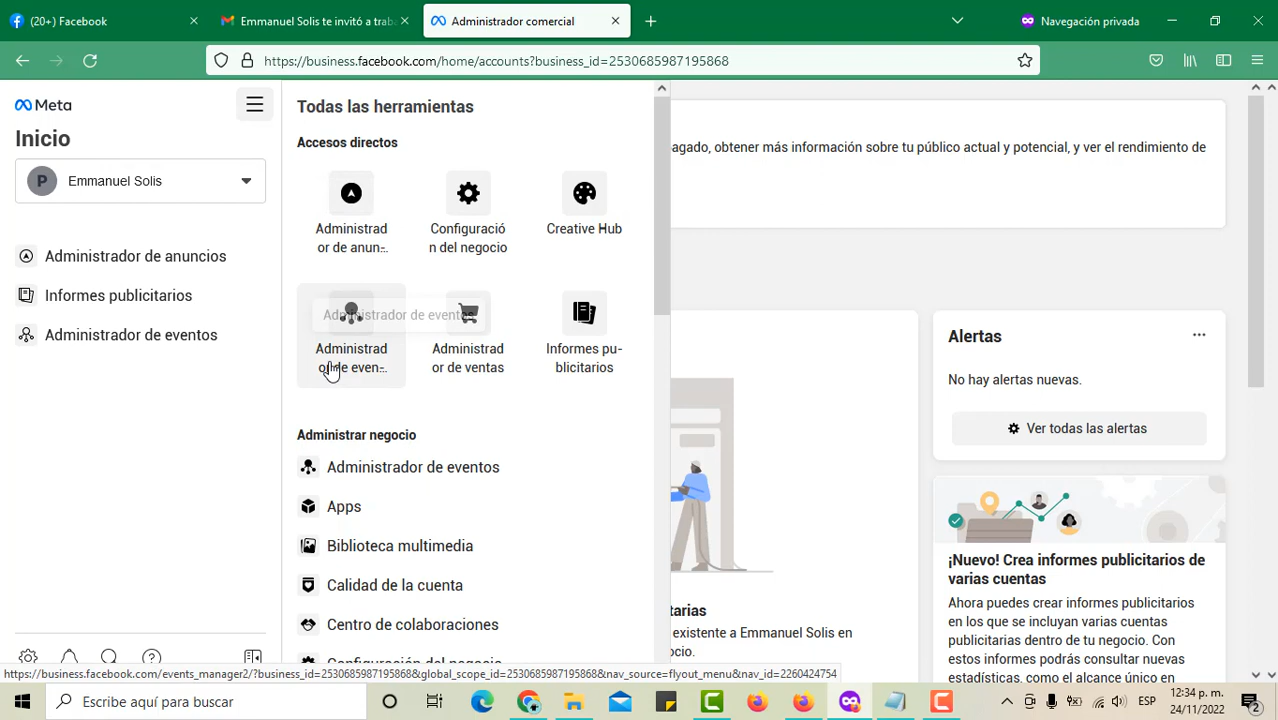 (20+) Facebook
Emmanuel Solis te invitó a trab
Administrador comercial
Navegación privada
https://business.facebook.com/home/accounts?business_id=2530685987195868
Meta
Inicio
P
Emmanuel Solis
Administrador de anuncios
Informes publicitarios
Administrador de eventos
Todas las herramientas
Accesos directos
Administrad
or de anun-..
Configuració
n del negocio
Creative Hub
Administrador de eventos
Administrad
or de even-..
Administrad
or de ventas
Informes pu-
blicitarios
Administrar negocio
Administrador de eventos
Apps
Biblioteca multimedia
Calidad de la cuenta
Centro de colaboraciones
Configuración del negocio
pagado, obtener más información sobre tu público actual y potencial, y ver el rendimiento de
tarias
existente a Emmanuel Solis en
Alertas
No hay alertas nuevas.
Ver todas las alertas
¡Nuevo! Crea informes publicitarios de
varias cuentas
Ahora puedes crear informes publicitarios
en los que se incluyan varias cuentas
publicitarias dentro de tu negocio. Con
estos informes podrás consultar nuevas
estadísticas, como el alcance único en
https://business.facebook.com/events_manager2/?business_id=2530685987195868&global_scope_id=2530685987195868&nav_source=flyout_menu&nav_id=2260424754
Escribe aquí para buscar
ESP
12:34 p. m.
24/11/2022
2